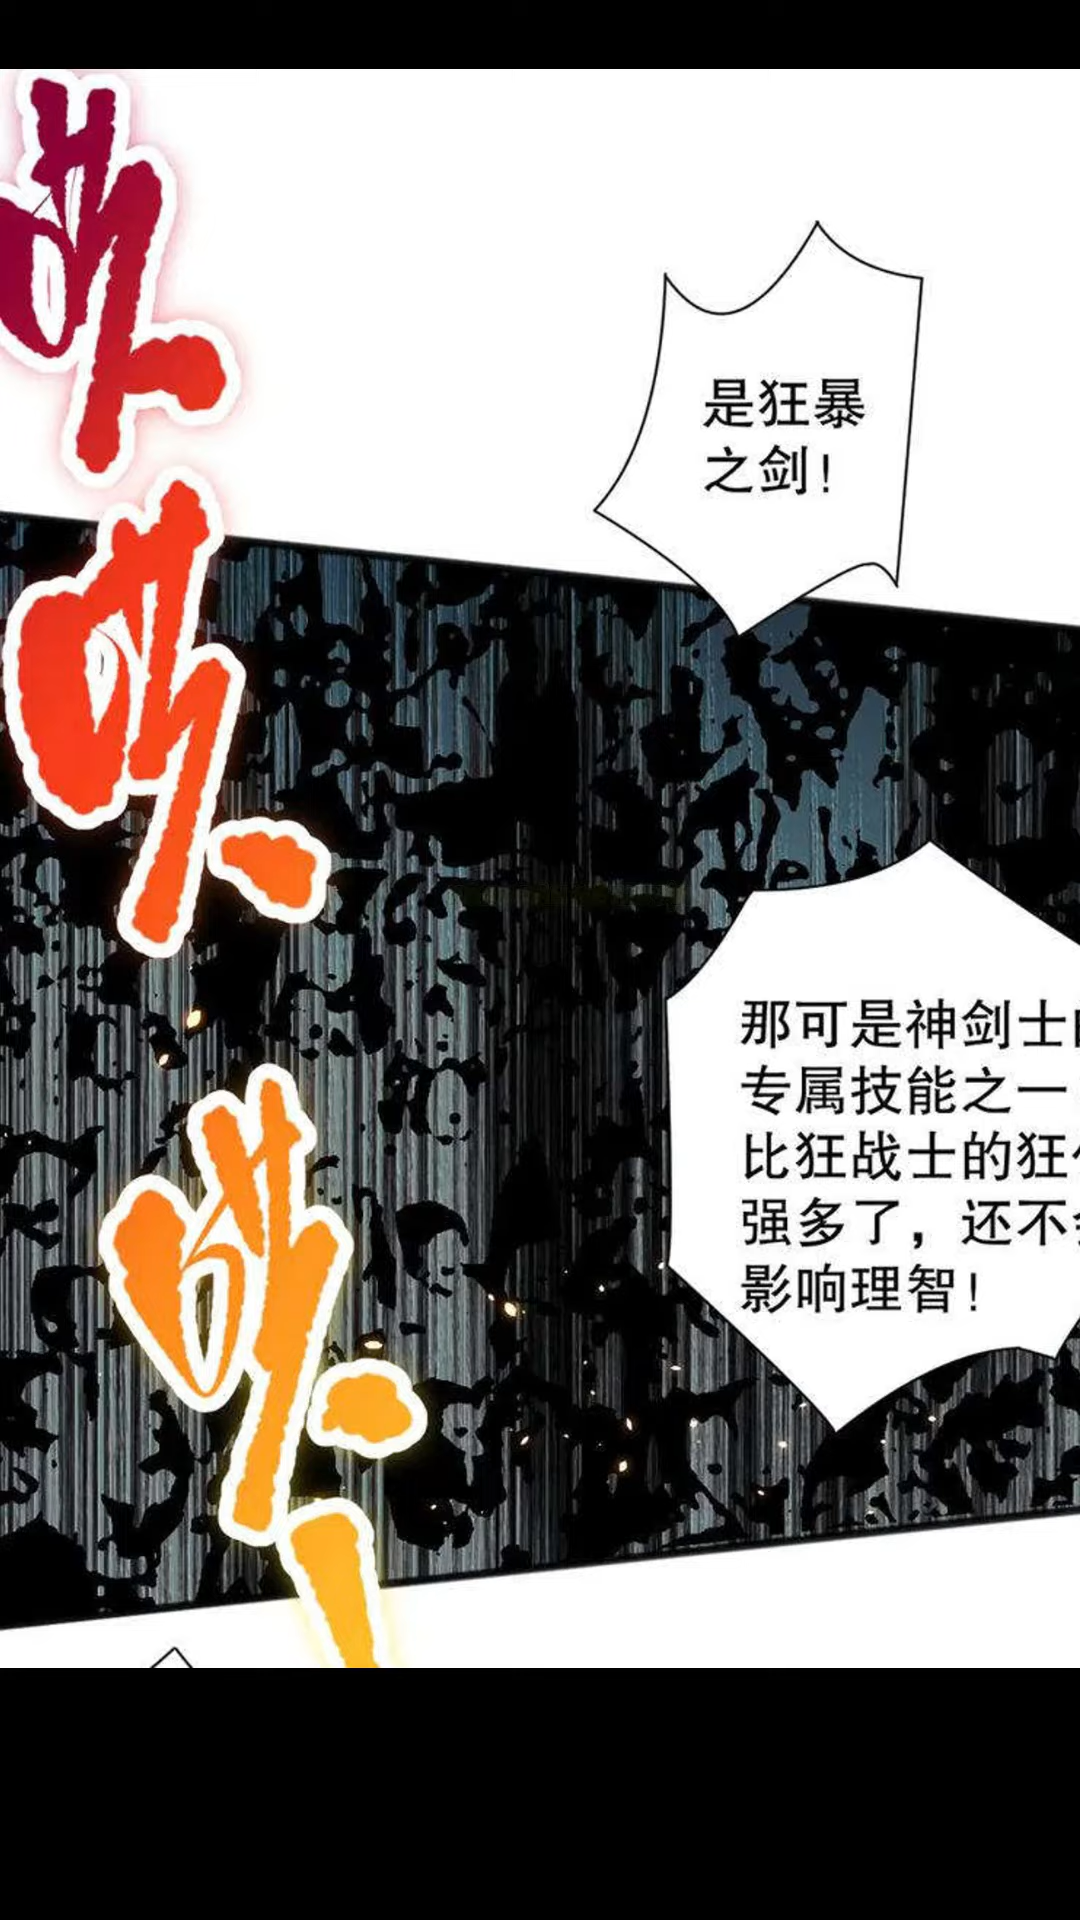 是狂暴
之剑!
那可是神剑士
专属技能之一
比狂战士的狂
强多了，还不
影响理智!